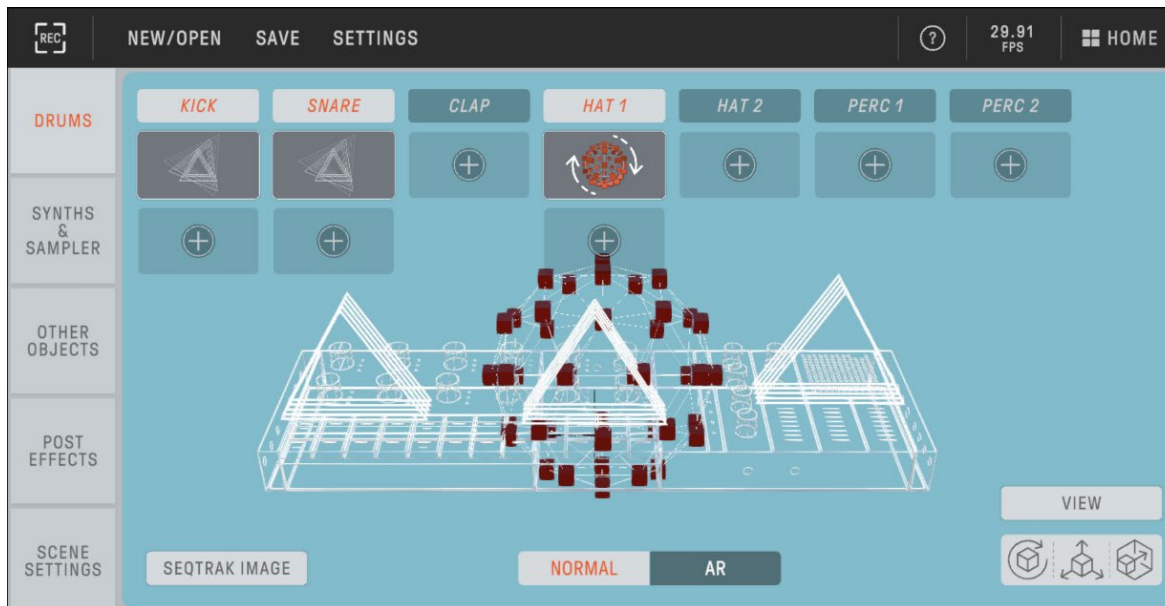 REC
NEW/OPEN SAVE SETTINGS
?
29.91
FPS
HOME
DRUMS
SYNTHS
&
SAMPLER
OTHER
OBJECTS
POST
EFFECTS
SCENE
SETTINGS
KICK SNARE CLAP HAT 1 HAT 2 PERC 1 PERC 2
VIEW
SEQTRAK IMAGE
NORMAL AR